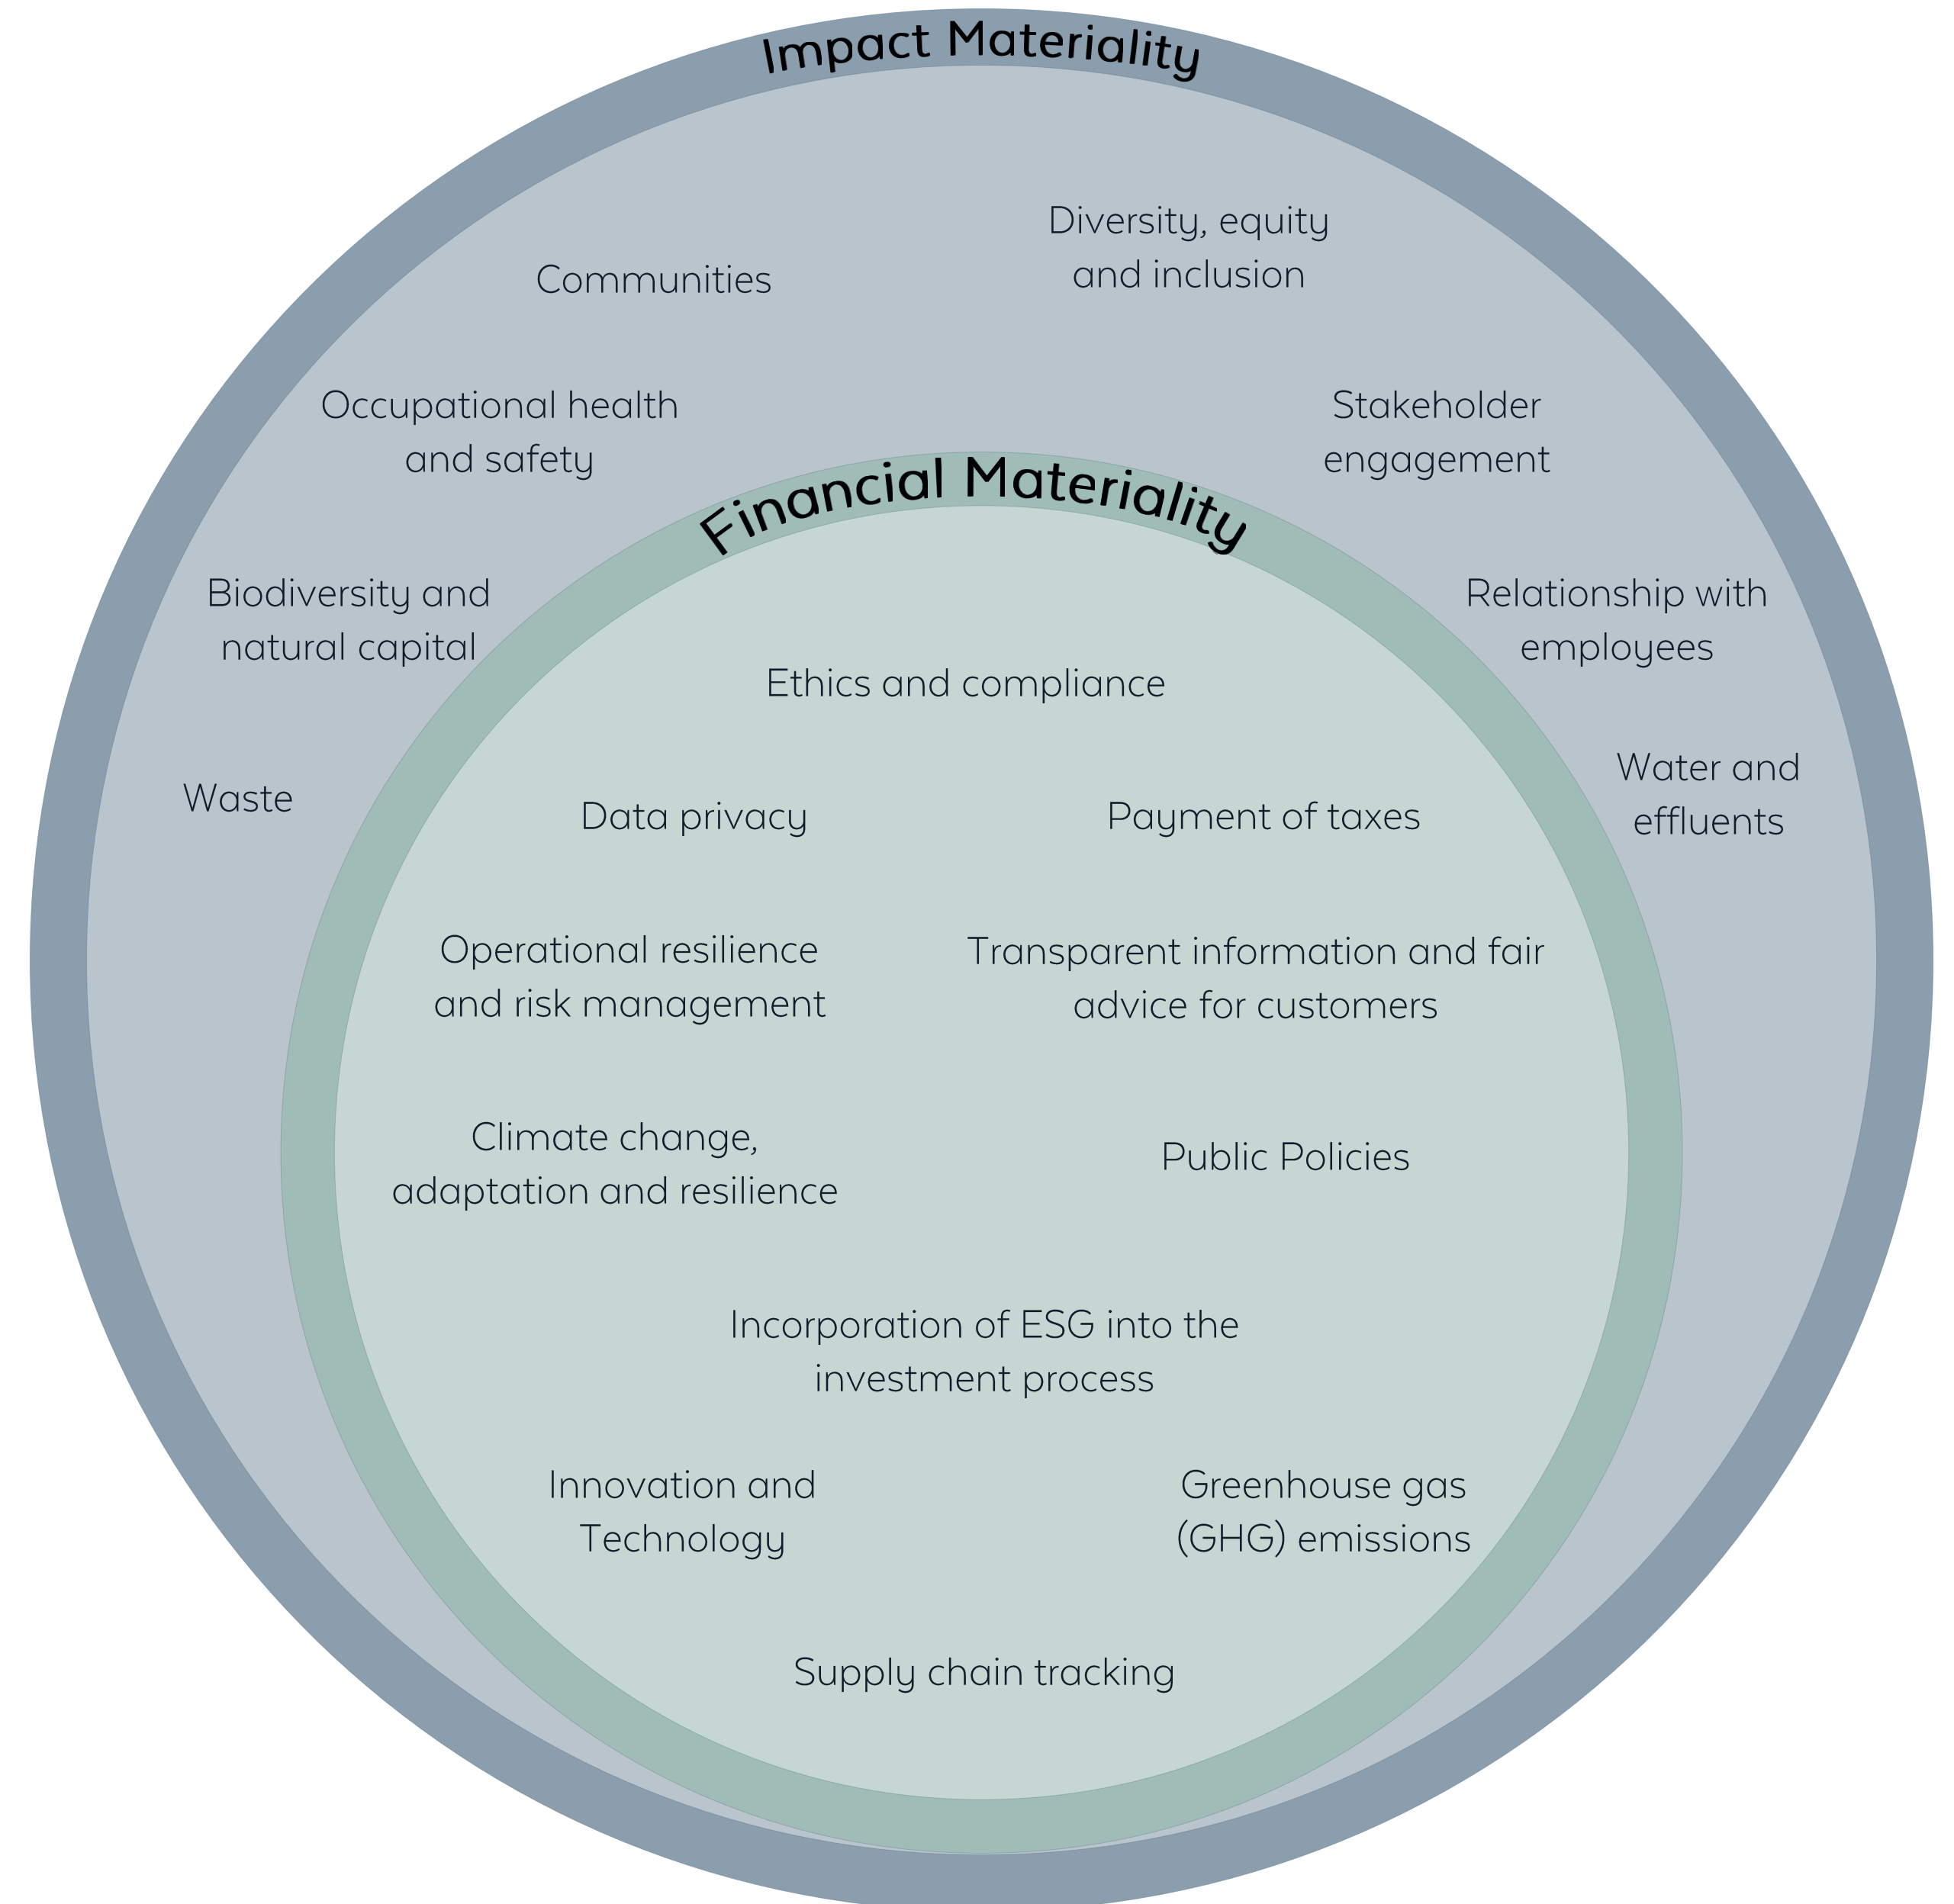 Impact Materiality
Diversity, equity
and inclusion
Communities
Occupational health
and safety
Stakeholder
engagement
Financial Materiality
Biodiversity and
natural capital
Relationship with
employees
Ethics and compliance
Waste
Data privacy
Payment of taxes
Water and
effluents
Operational resilience
and risk management
Transparent information and fair
advice for customers
Climate change,
adaptation and resilience
Public Policies
Incorporation of ESG into the
investment process
Innovation and
Technology
Greenhouse gas
(GHG) emissions
Supply chain tracking